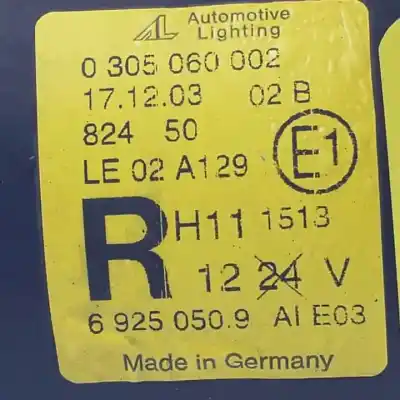 AL Automotive
Lighting
0 305 060 002
17.12.03 02 B
824 50
LE 02 A129
E1
R
H11 1513
12 24 V
6 925 050.9 AI E03
Made in Germany